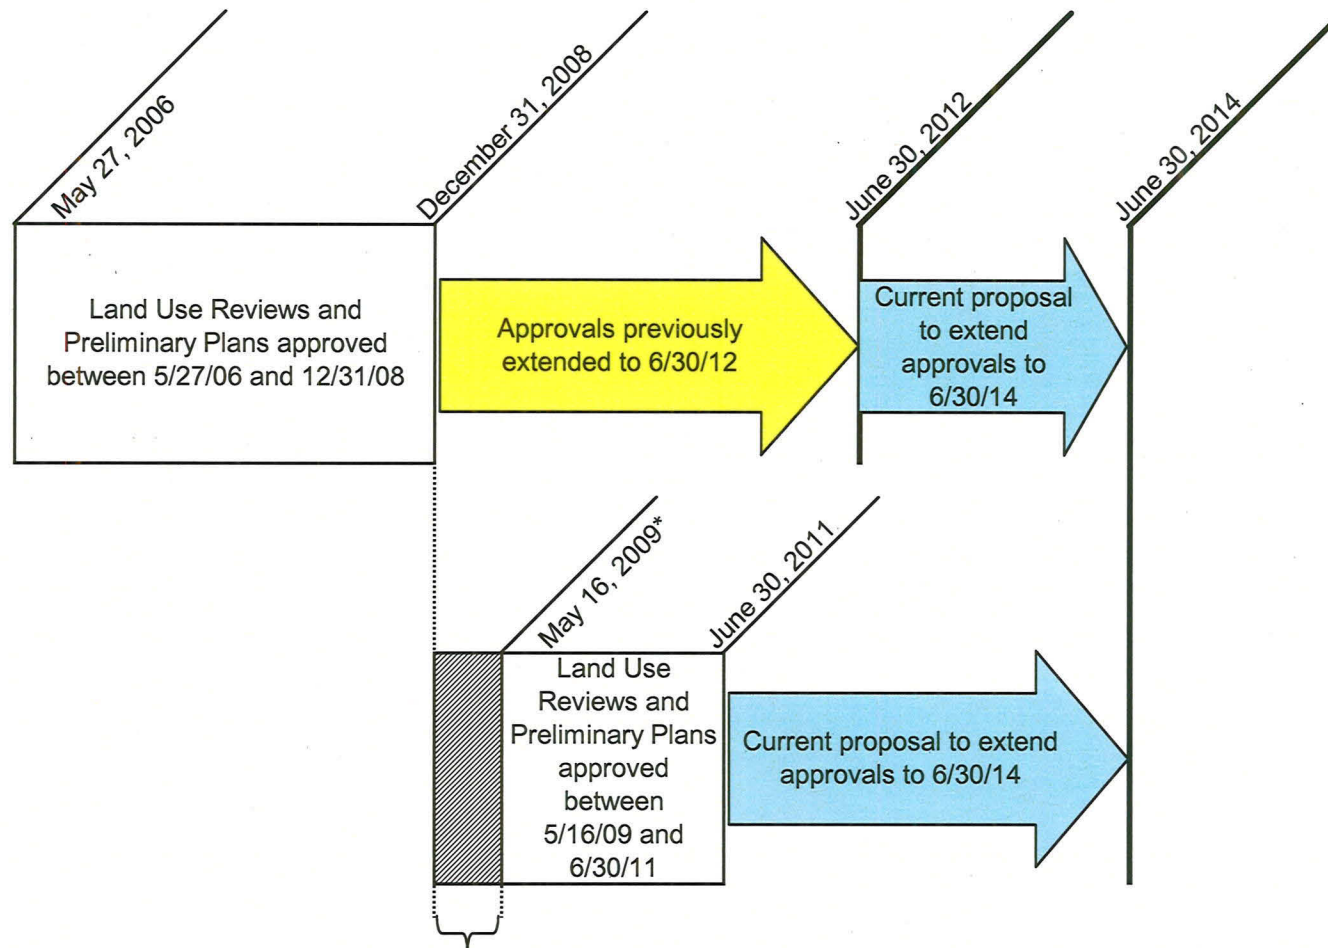 May 27, 2006
December 31, 2008
June 30, 2012
June 30, 2014
Land Use Reviews and
Preliminary Plans approved
between 5/27/06 and 12/31/08
Approvals previously
extended to 6/30/12
Current proposal
to extend
approvals to
6/30/14
May 16, 2009*
June 30, 2011
Land Use
Reviews and
Preliminary Plans
approved
between
5/16/09 and
6/30/11
Current proposal to extend
approvals to 6/30/14